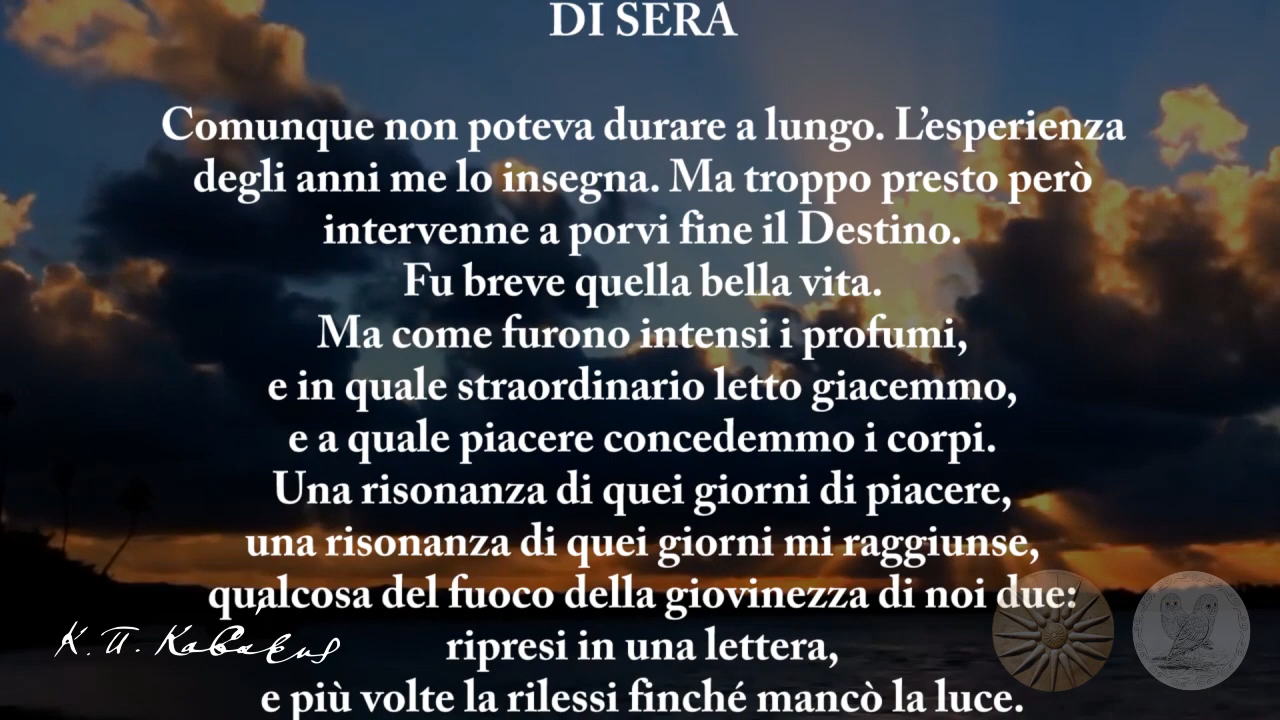 DI SERA
Comunque non poteva durare a lungo. L’esperienza
degli anni me lo insegna. Ma troppo presto però
intervenne a porvi fine il Destino.
Fu breve quella bella vita.
Ma come furono intensi i profumi,
e in quale straordinario letto giacemmo,
e a quale piacere concedemmo i corpi.
Una risonanza di quei giorni di piacere,
una risonanza di quei giorni mi raggiunse,
qualcosa del fuoco della giovinezza di noi due:
ripresi in una lettera,
e più volte la rilessi finché mancò la luce.
Κ. Π. Καβάφης